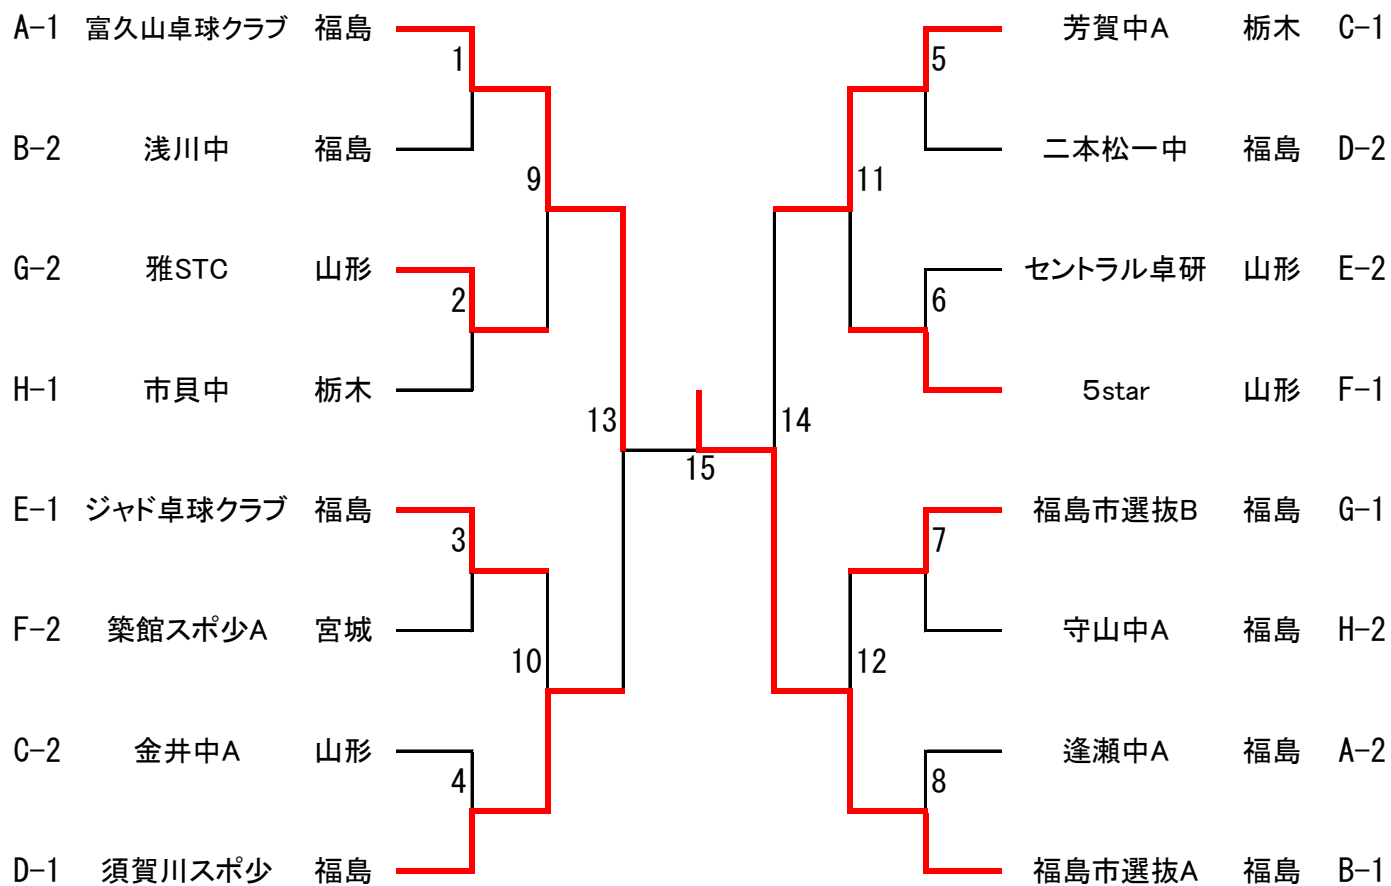 A-1 富久山卓球クラブ 福島
芳賀中A 栃木 C-1
1
5
B-2 浅川中 福島
二本松一中 福島 D-2
9
11
G-2 雅STC 山形
セントラル卓研 山形 E-2
2
6
H-1 市貝中 栃木
5star 山形 F-1
13
14
15
E-1 ジャド卓球クラブ 福島
福島市選抜B 福島 G-1
3
7
F-2 築館スポ少A 宮城
守山中A 福島 H-2
10
12
C-2 金井中A 山形
逢瀬中A 福島 A-2
4
8
D-1 須賀川スポ少 福島
福島市選抜A 福島 B-1